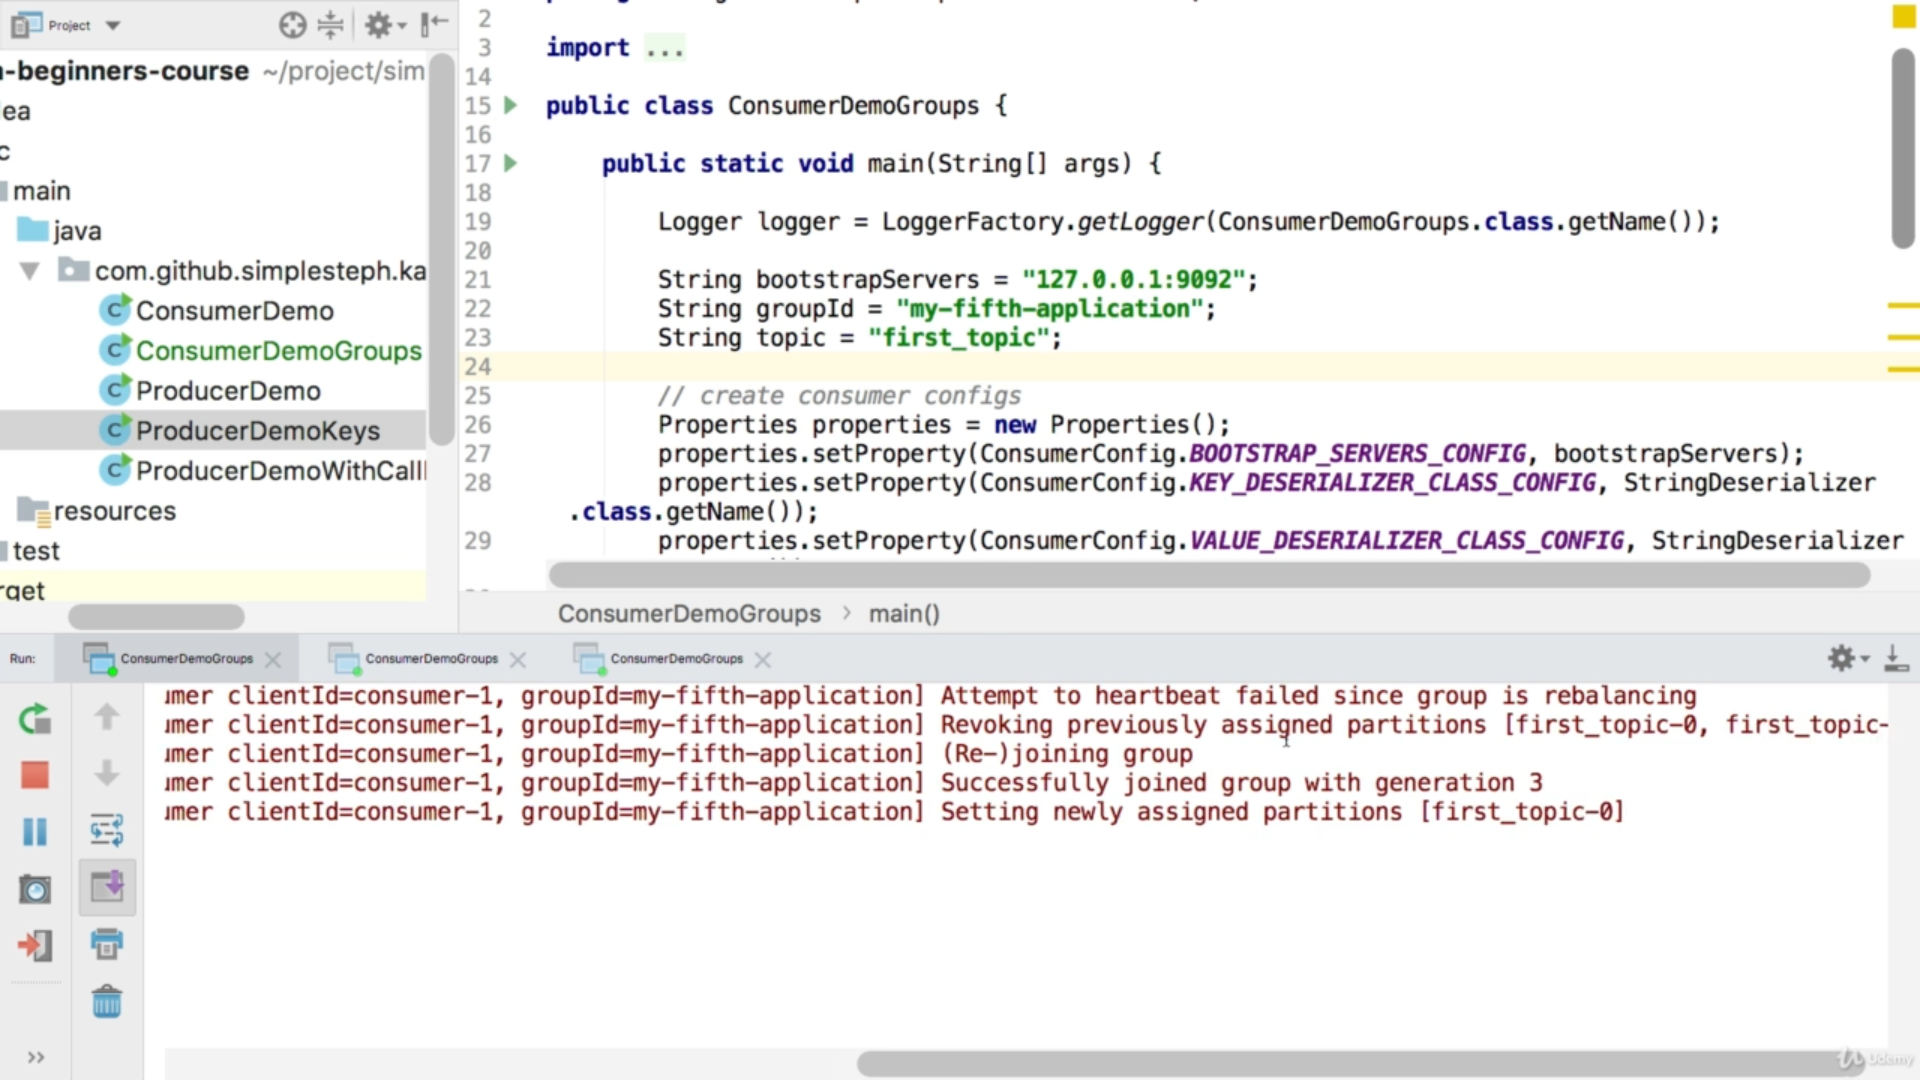 Project
-beginners-course ~/project/sim
ea
c
main
java
com.github.simplesteph.ka
ConsumerDemo
ConsumerDemoGroups
ProducerDemo
ProducerDemoKeys
ProducerDemoWithCall
resources
test
rget
2
3 import ...
14
15 public class ConsumerDemoGroups {
16
17 public static void main(String[] args) {
18
19 Logger logger = LoggerFactory.getLogger(ConsumerDemoGroups.class.getName());
20
21 String bootstrapServers = "127.0.0.1:9092";
22 String groupId = "my-fifth-application";
23 String topic = "first_topic";
24
25 // create consumer configs
26 Properties properties = new Properties();
27 properties.setProperty(ConsumerConfig.BOOTSTRAP_SERVERS_CONFIG, bootstrapServers);
28 properties.setProperty(ConsumerConfig.KEY_DESERIALIZER_CLASS_CONFIG, StringDeserializer
.class.getName());
29 properties.setProperty(ConsumerConfig.VALUE_DESERIALIZER_CLASS_CONFIG, StringDeserializer
ConsumerDemoGroups › main()
Run: ConsumerDemoGroups ConsumerDemoGroups ConsumerDemoGroups
umer clientId=consumer-1, groupId=my-fifth-application] Attempt to heartbeat failed since group is rebalancing
umer clientId=consumer-1, groupId=my-fifth-application] Revoking previously assigned partitions [first_topic-0, first_topic-
umer clientId=consumer-1, groupId=my-fifth-application] (Re-)joining group
umer clientId=consumer-1, groupId=my-fifth-application] Successfully joined group with generation 3
umer clientId=consumer-1, groupId=my-fifth-application] Setting newly assigned partitions [first_topic-0]
Udemy